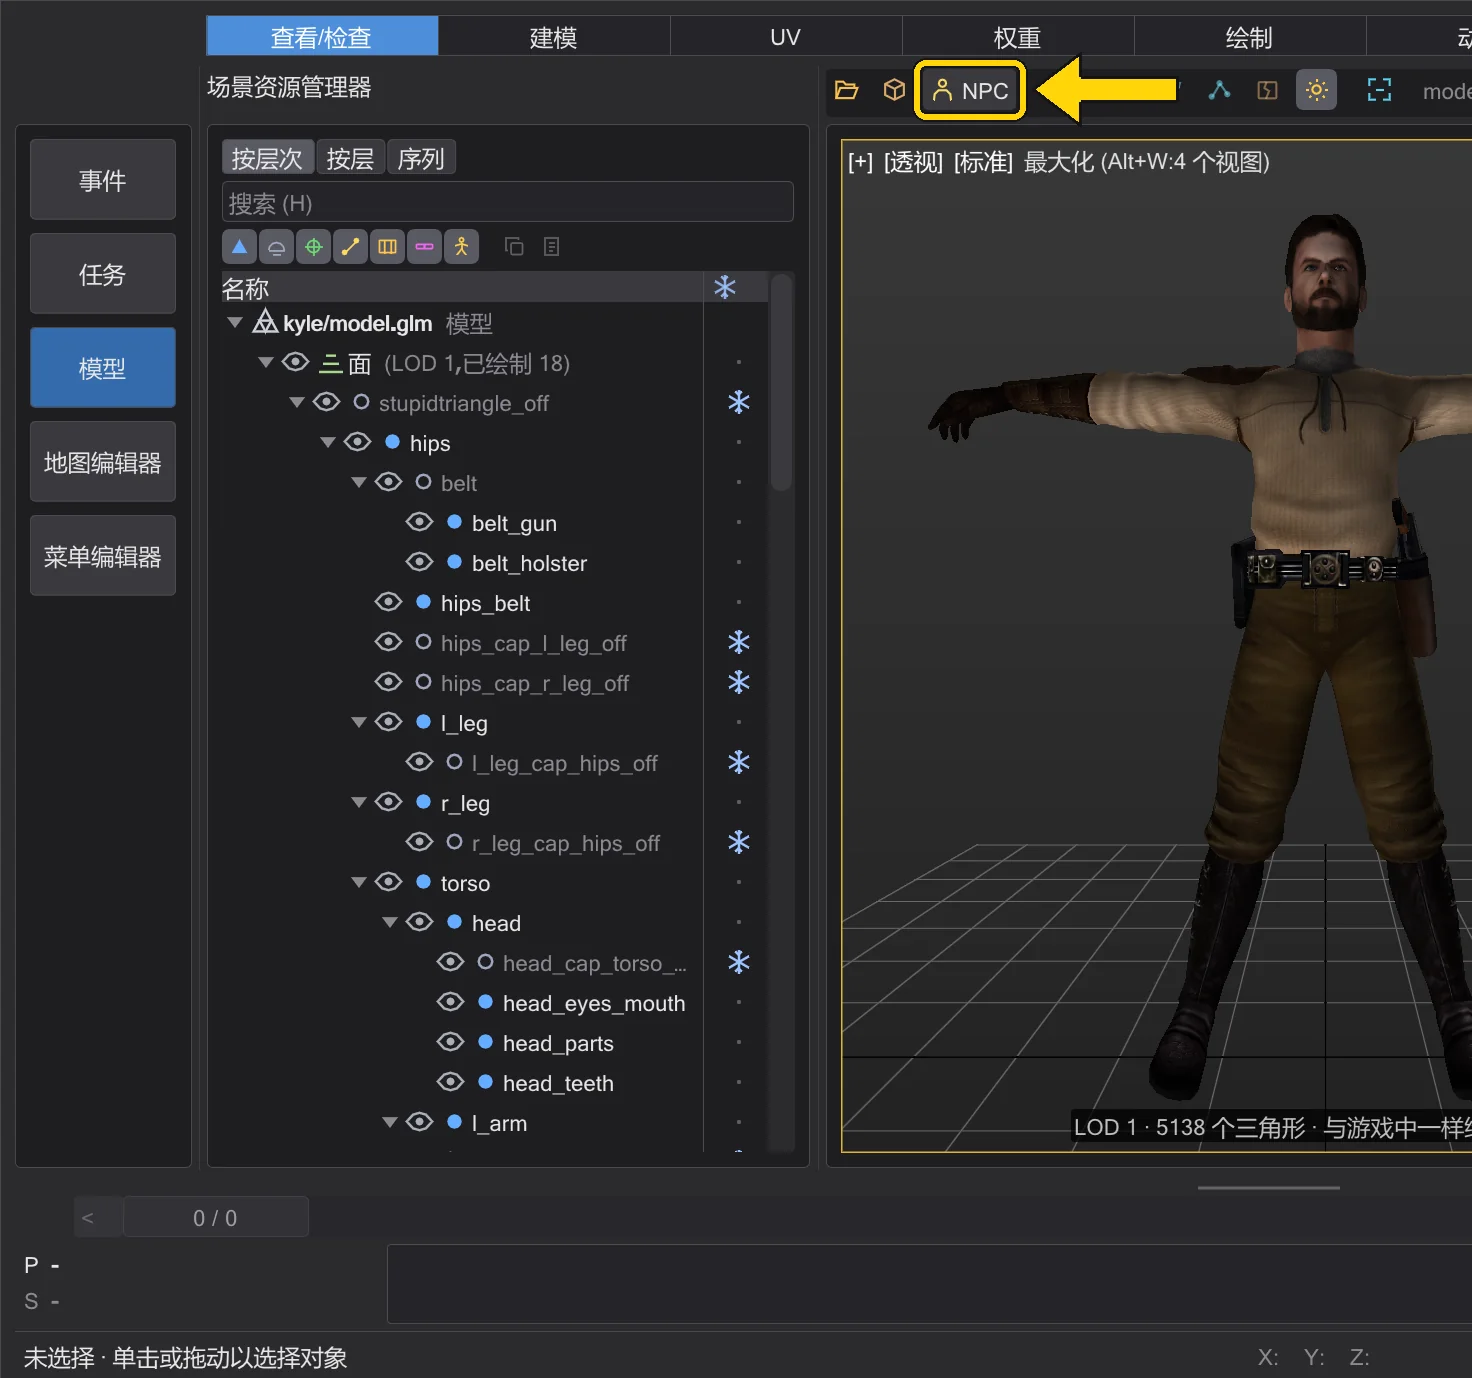 查看/检查
建模
UV
权重
绘制
场景资源管理器
NPC
事件
任务
模型
地图编辑器
菜单编辑器
按层次
按层
序列
搜索 (H)
名称
kyle/model.glm 模型
面 (LOD 1,已绘制 18)
stupidtriangle_off
hips
belt
belt_gun
belt_holster
hips_belt
hips_cap_l_leg_off
hips_cap_r_leg_off
l_leg
l_leg_cap_hips_off
r_leg
r_leg_cap_hips_off
torso
head
head_cap_torso_...
head_eyes_mouth
head_parts
head_teeth
l_arm
[+] [透视] [标准] 最大化 (Alt+W:4 个视图)
LOD 1 · 5138 个三角形 · 与游戏中一样
< 0 / 0
P -
S -
未选择 · 单击或拖动以选择对象
X: Y: Z: